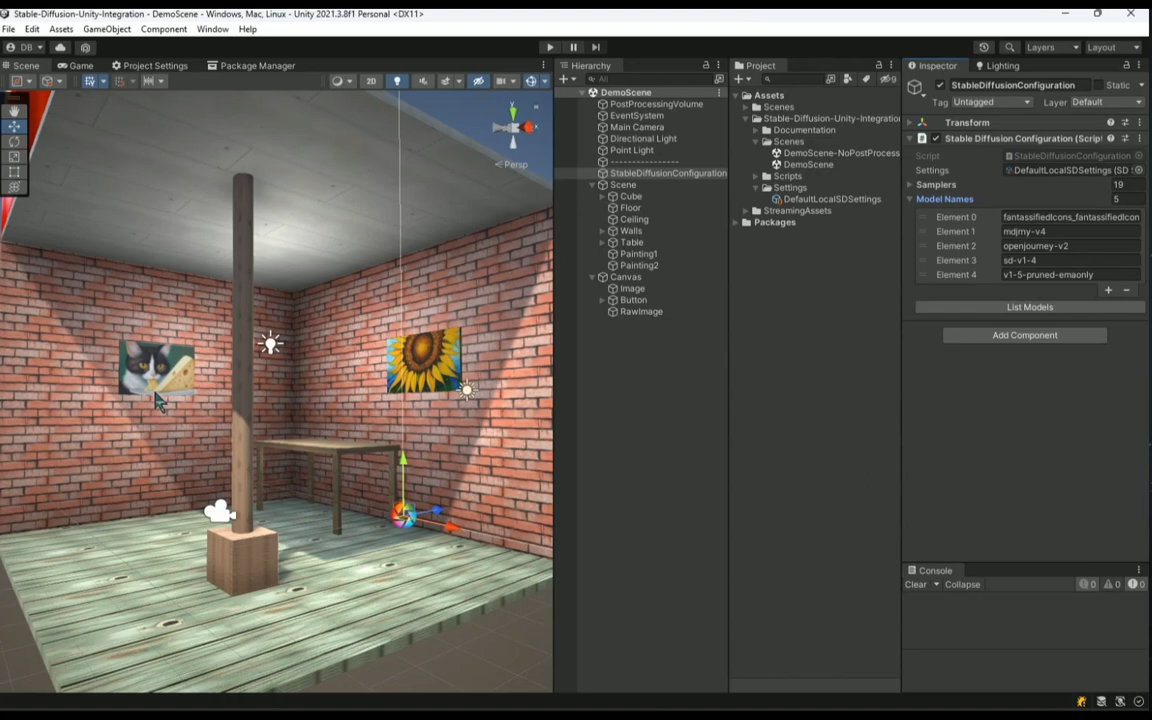 Stable-Diffusion-Unity-Integration - DemoScene - Windows, Mac, Linux - Unity 2021.3.8f1 Personal <DX11>
File Edit Assets GameObject Component Window Help
DB
Layers Layout
Scene Game Project Settings Package Manager
2D
Persp
Hierarchy
All
DemoScene
PostProcessingVolume
EventSystem
Main Camera
Directional Light
Point Light
----------------
StableDiffusionConfiguration
Scene
Cube
Floor
Ceiling
Walls
Table
Painting1
Painting2
Canvas
Image
Button
RawImage
Project
9
Assets
Scenes
Stable-Diffusion-Unity-Integratio
Documentation
Scenes
DemoScene-NoPostProcess
DemoScene
Scripts
Settings
DefaultLocalSDSettings
StreamingAssets
Packages
Inspector Lighting
StableDiffusionConfiguration Static
Tag Untagged Layer Default
Transform
Stable Diffusion Configuration (Scrip
Script StableDiffusionConfiguration
Settings DefaultLocalSDSettings (SD
Samplers 19
Model Names 5
Element 0 fantassifiedIcons_fantassifiedIcon
Element 1 mdjrny-v4
Element 2 openjourney-v2
Element 3 sd-v1-4
Element 4 v1-5-pruned-emaonly
+ -
List Models
Add Component
Console
Clear Collapse 0 0 0